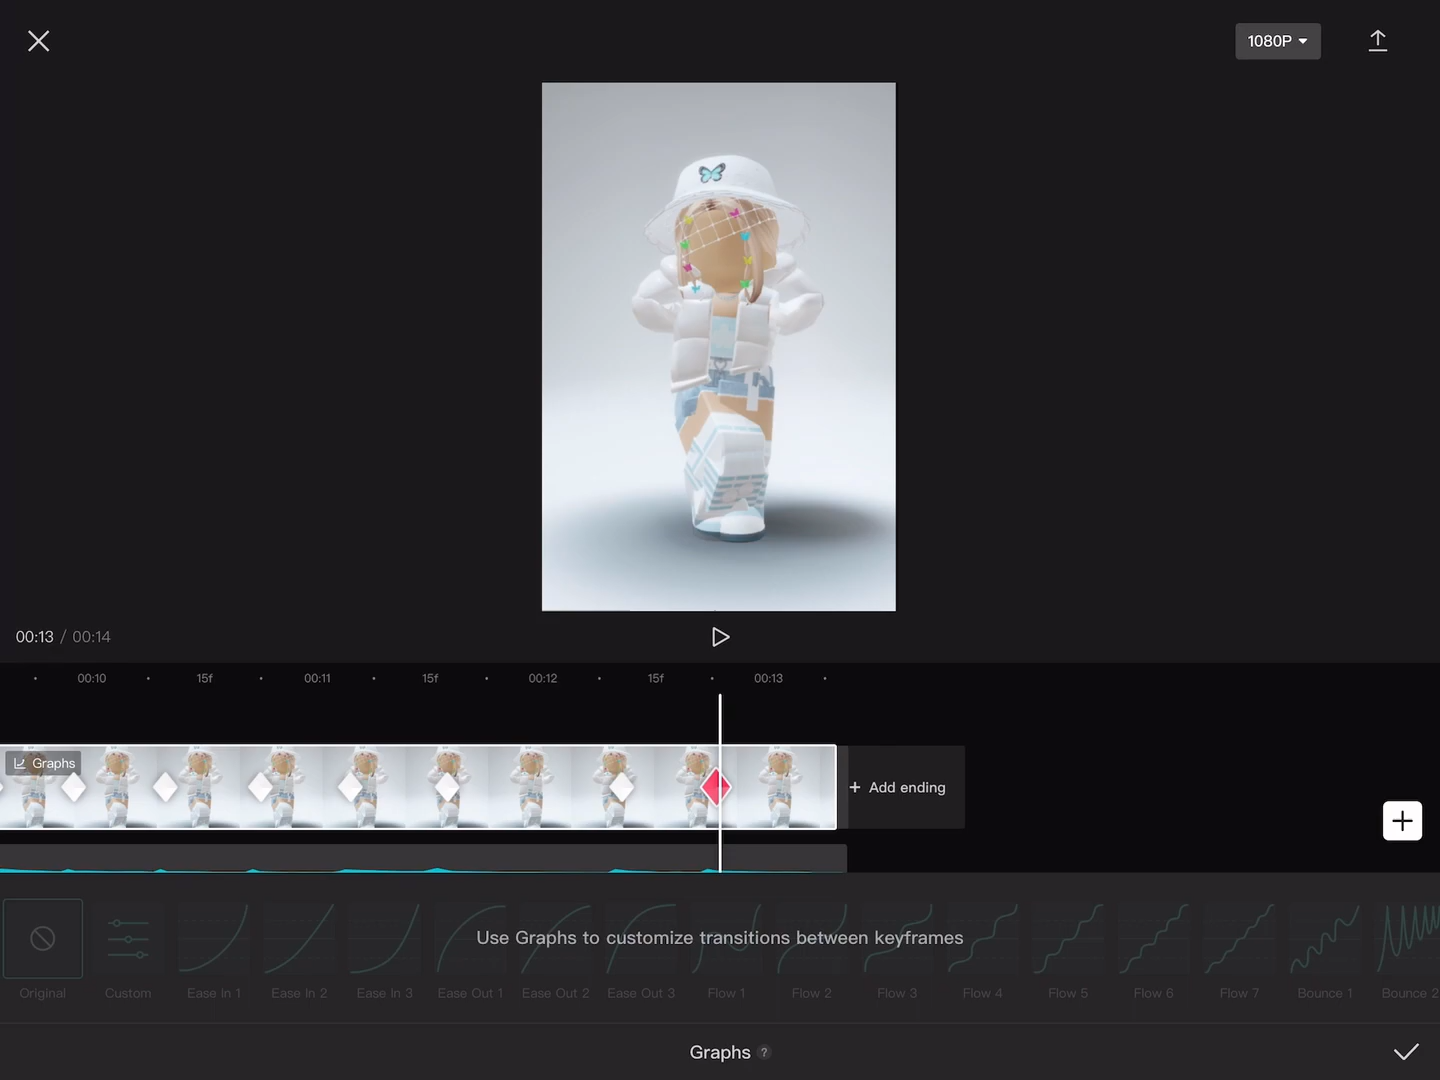 1080P
00:13 / 00:14
00:10 15f 00:11 15f 00:12 15f 00:13
Graphs
+ Add ending
Use Graphs to customize transitions between keyframes
Original Custom Ease In 1 Ease In 2 Ease In 3 Ease Out 1 Ease Out 2 Ease Out 3 Flow 1 Flow 2 Flow 3 Flow 4 Flow 5 Flow 6 Flow 7 Bounce 1 Bounce 2
Graphs ?